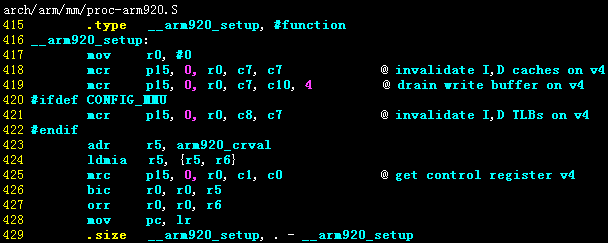 arch/arm/mm/proc-arm920.S
415 .type __arm920_setup, #function
416 __arm920_setup:
417 mov r0, #0
418 mcr p15, 0, r0, c7, c7 @ invalidate I,D caches on v4
419 mcr p15, 0, r0, c7, c10, 4 @ drain write buffer on v4
420 #ifdef CONFIG_MMU
421 mcr p15, 0, r0, c8, c7 @ invalidate I,D TLBs on v4
422 #endif
423 adr r5, arm920_crval
424 ldmia r5, {r5, r6}
425 mrc p15, 0, r0, c1, c0 @ get control register v4
426 bic r0, r0, r5
427 orr r0, r0, r6
428 mov pc, lr
429 .size __arm920_setup, . - __arm920_setup